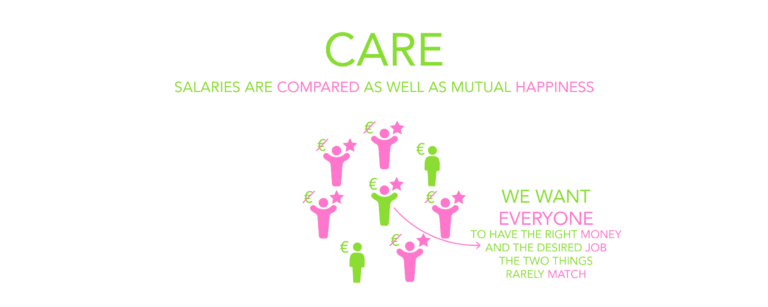 CARE
SALARIES ARE COMPARED AS WELL AS MUTUAL HAPPINESS
€
€
€
€
€
€
€
€
WE WANT
EVERYONE
TO HAVE THE RIGHT MONEY
AND THE DESIRED JOB
THE TWO THINGS
RARELY MATCH